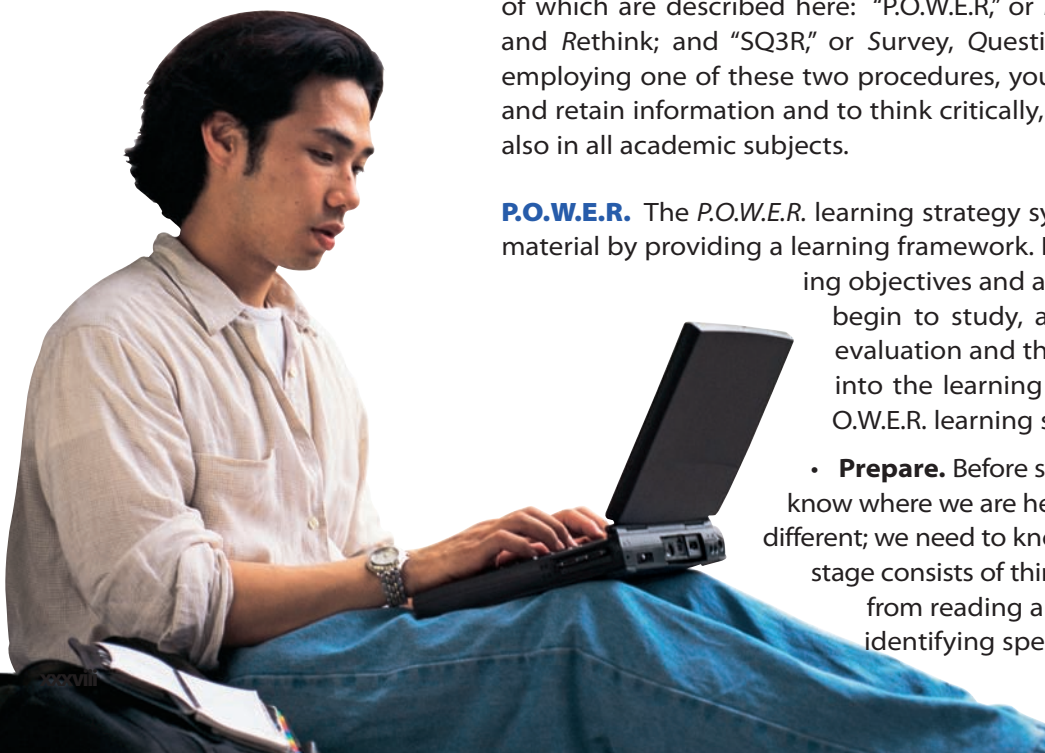 of which are described here: “P.O.W.E.R,” or
and Rethink; and “SQ3R,” or Survey, Questi
employing one of these two procedures, you
and retain information and to think critically,
also in all academic subjects.
P.O.W.E.R. The P.O.W.E.R. learning strategy sy
material by providing a learning framework.
ing objectives and a
begin to study, a
evaluation and th
into the learning
O.W.E.R. learning s
• Prepare. Before s
know where we are he
different; we need to kno
stage consists of thin
from reading a
identifying spe
xxxviii